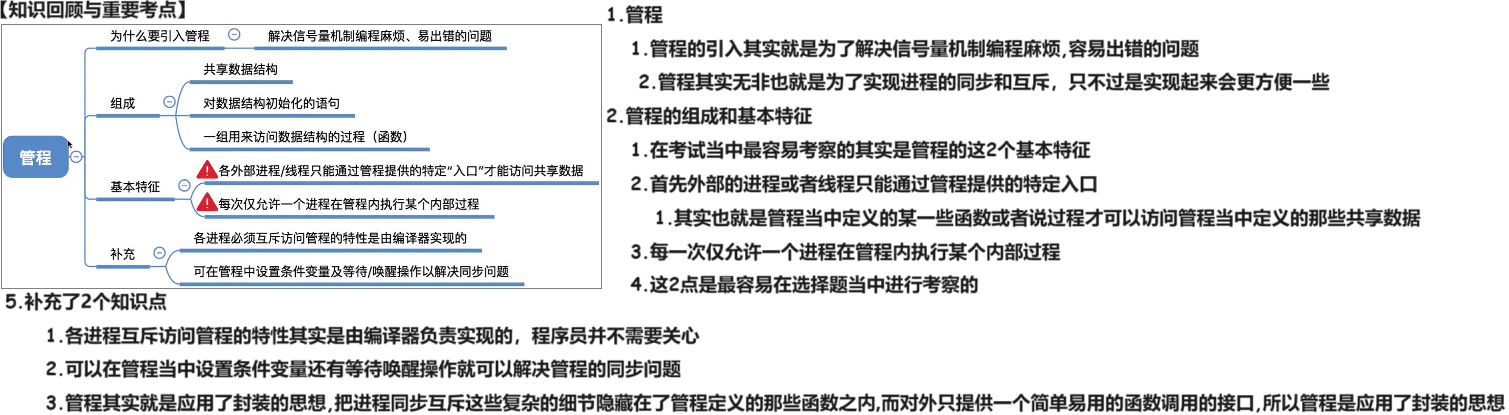 【知识回顾与重要考点】
管程
为什么要引入管程
解决信号量机制编程麻烦、易出错的问题
组成
共享数据结构
对数据结构初始化的语句
一组用来访问数据结构的过程（函数）
基本特征
各外部进程/线程只能通过管程提供的特定“入口”才能访问共享数据
每次仅允许一个进程在管程内执行某个内部过程
补充
各进程必须互斥访问管程的特性是由编译器实现的
可在管程中设置条件变量及等待/唤醒操作以解决同步问题
1.管程
1.管程的引入其实就是为了解决信号量机制编程麻烦,容易出错的问题
2.管程其实无非也就是为了实现进程的同步和互斥，只不过是实现起来会更方便一些
2.管程的组成和基本特征
1.在考试当中最容易考察的其实是管程的这2个基本特征
2.首先外部的进程或者线程只能通过管程提供的特定入口
1.其实也就是管程当中定义的某一些函数或者说过程才可以访问管程当中定义的那些共享数据
3.每一次仅允许一个进程在管程内执行某个内部过程
4.这2点是最容易在选择题当中进行考察的
5.补充了2个知识点
1.各进程互斥访问管程的特性其实是由编译器负责实现的，程序员并不需要关心
2.可以在管程当中设置条件变量还有等待唤醒操作就可以解决管程的同步问题
3.管程其实就是应用了封装的思想,把进程同步互斥这些复杂的细节隐藏在了管程定义的那些函数之内,而对外只提供一个简单易用的函数调用的接口,所以管程是应用了封装的思想